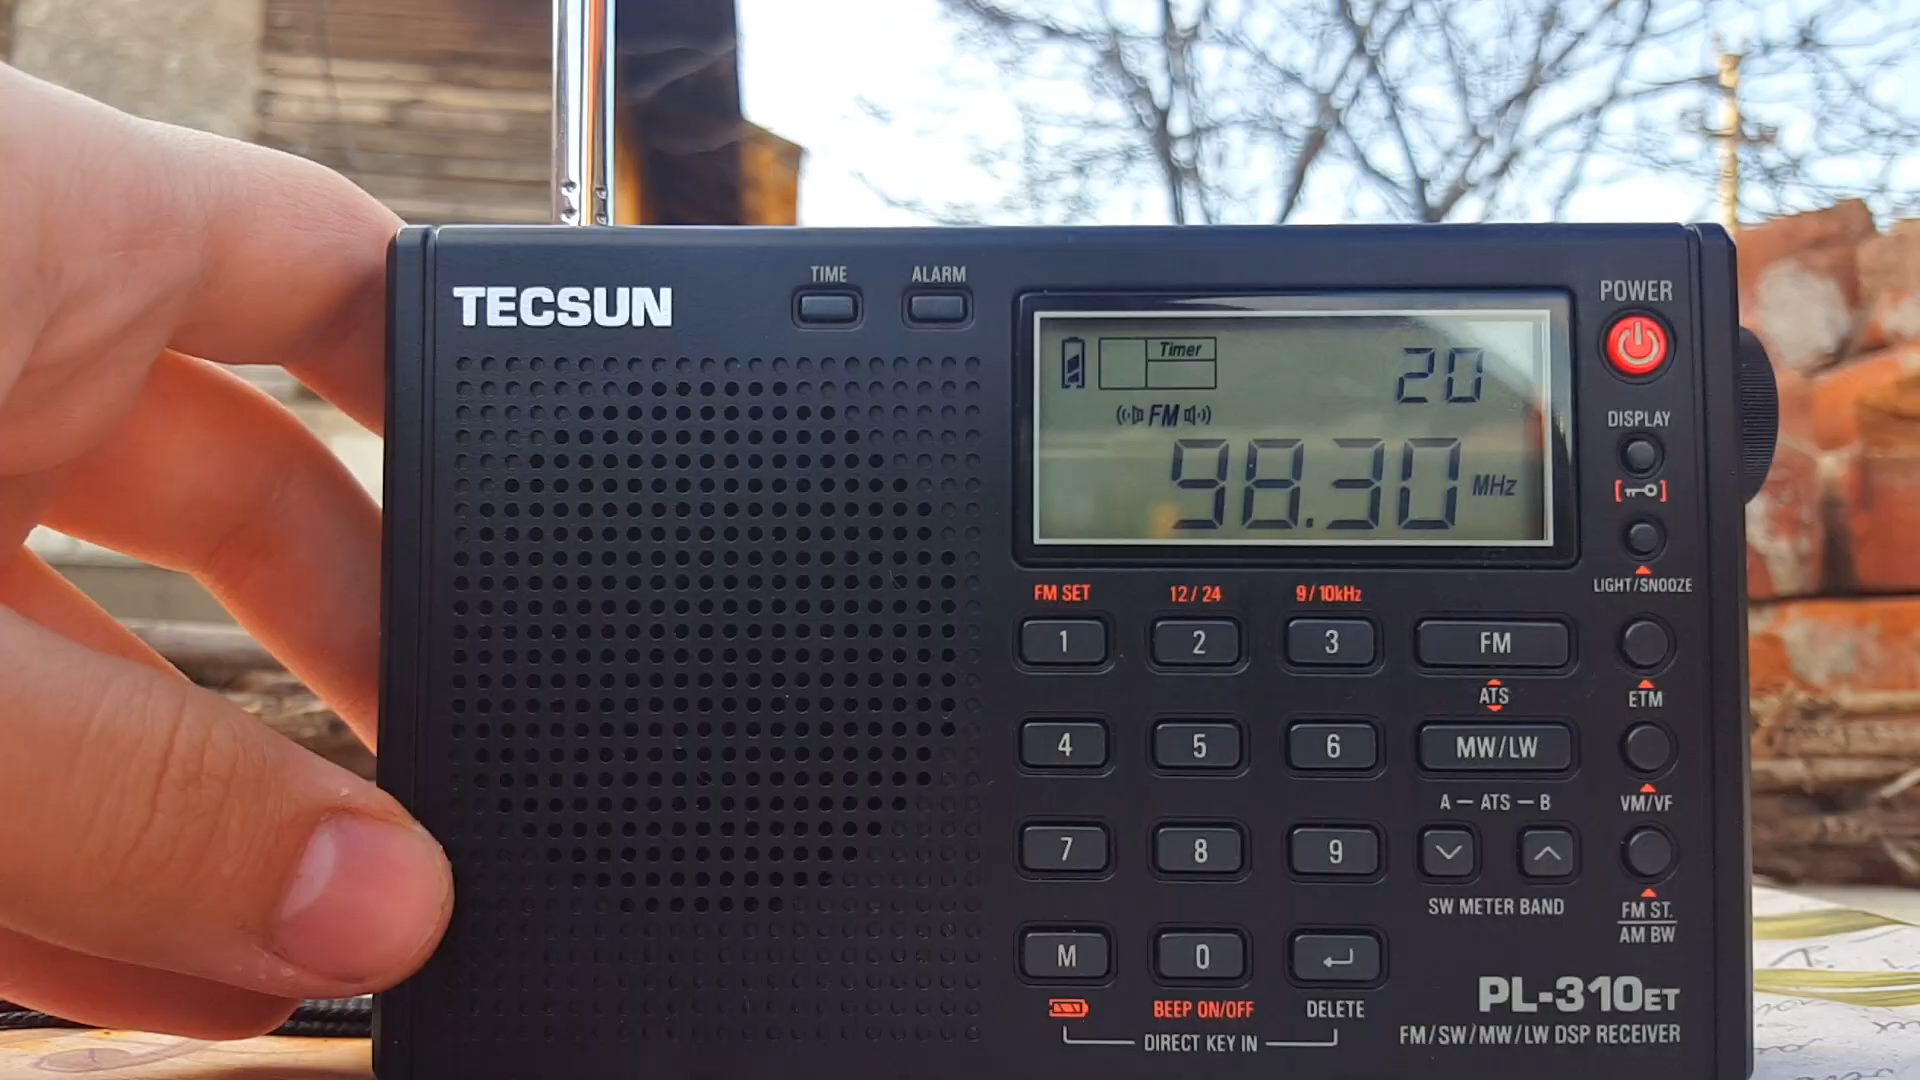 TECSUN
TIME
ALARM
POWER
Timer
20
FM
98.30 MHz
DISPLAY
LIGHT/SNOOZE
FM SET
12 / 24
9 / 10kHz
1
2
3
FM
ATS
ETM
4
5
6
MW/LW
A — ATS — B
VM/VF
7
8
9
SW METER BAND
FM ST.
AM BW
M
0
BEEP ON/OFF
DELETE
DIRECT KEY IN
PL-310ET
FM/SW/MW/LW DSP RECEIVER